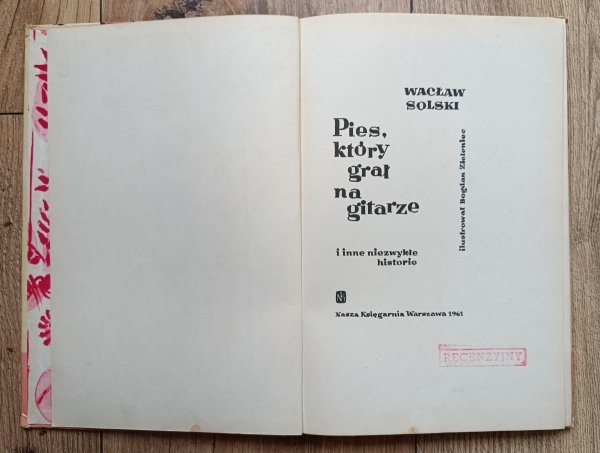 WACŁAW
SOLSKI
Pies,
który
grał
na
gitarze
ilustrował Bogdan Zieleniec
i inne niezwykłe
historie
Nasza Księgarnia Warszawa 1961
RECENZYJNY